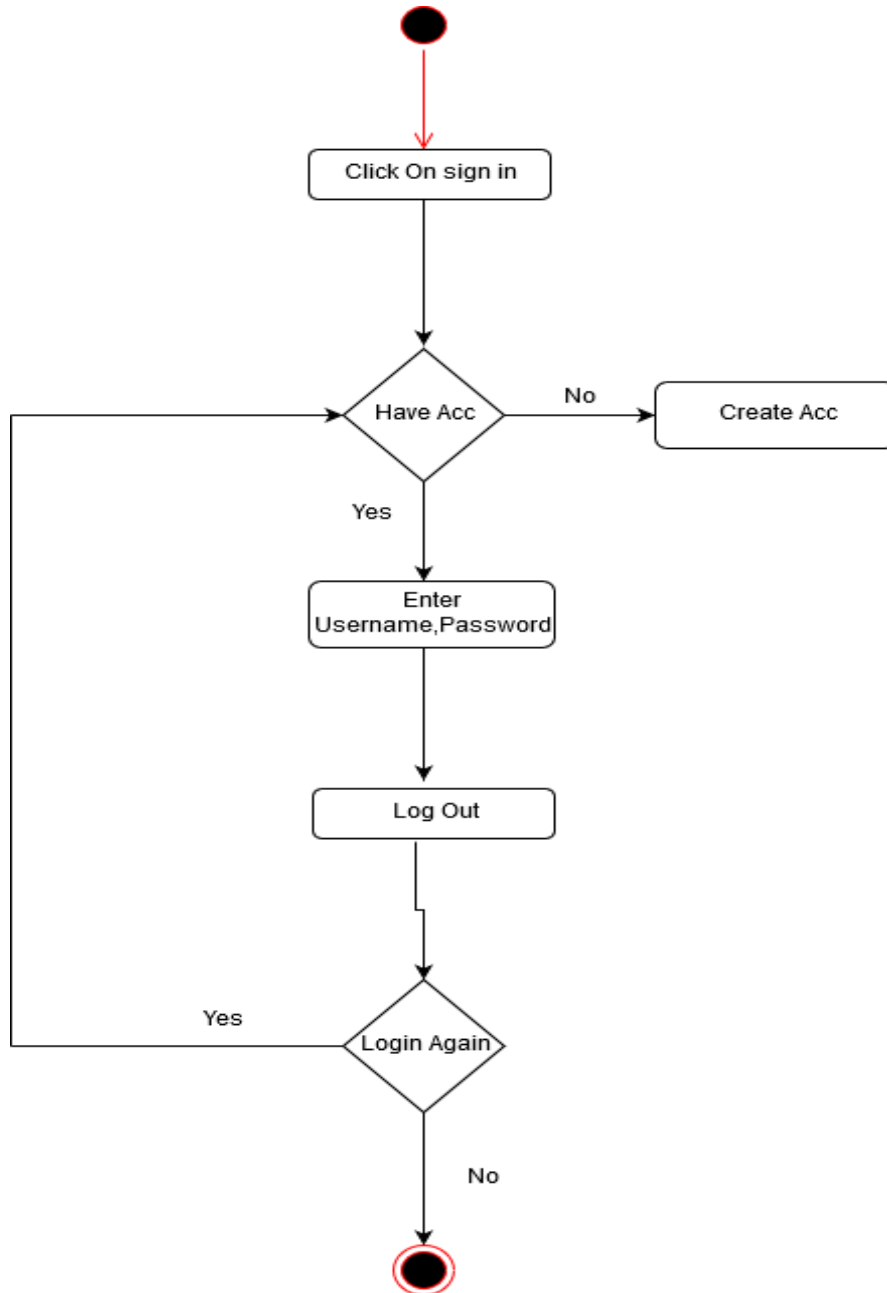 Click On sign in
Have Acc
No
Create Acc
Yes
Enter
Username,Password
Log Out
Yes
Login Again
No